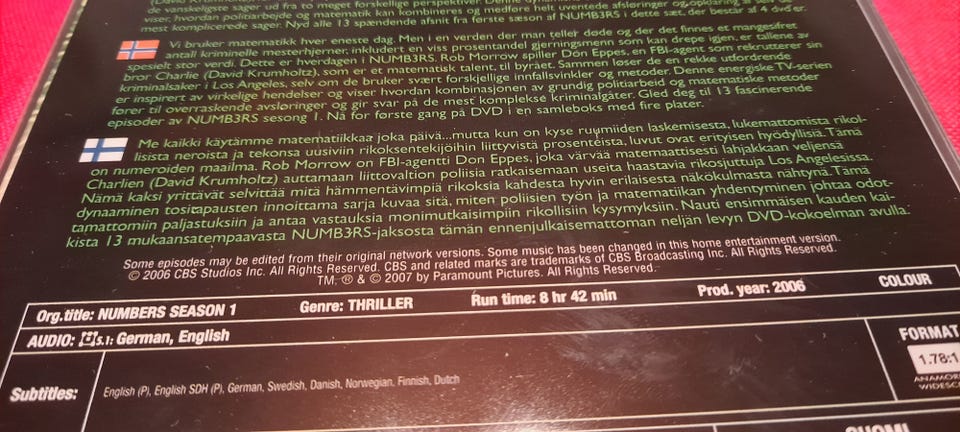 de vanskeligste sager ud fra to meget forskellige perspektiver. Denne
viser, hvordan politiarbejde og matematik kan kombineres og medføre helt uventede afsløringer og opklaring af selv de
mest komplicerede sager. Nyd alle 13 spændende afsnit fra første sæson af NUMB3RS i dette sæt, der består af 4 dvd'er.
Vi bruker matematikk hver eneste dag. Men i en verden der man teller døde og der det finnes et mangesifret
antall kriminelle mesterhjerner, inkludert en viss prosentandel gjerningsmenn som kan drepe igjen, er tallene av
spesielt stor verdi. Dette er hverdagen i NUMB3RS. Rob Morrow spiller Don Eppes, en FBI-agent som rekrutterer sin
bror Charlie (David Krumholtz), som er et matematisk talent, til byrået. Sammen løser de en rekke utfordrende
kriminalsaker i Los Angeles, selv om de bruker svært forskjellige innfallsvinkler og metoder. Denne energiske TV-serien
er inspirert av virkelige hendelser og viser hvordan kombinasjonen av grundig politiarbeid og matematiske metoder
fører til overraskende avsløringer og gir svar på de mest komplekse kriminalgåter. Gled deg til 13 fascinerende
episoder av NUMB3RS sesong 1. Nå for første gang på DVD i en samleboks med fire plater.
Me kaikki käytämme matematiikkaa joka päivä...mutta kun on kyse ruumiiden laskemisesta, lukemattomista rikol-
lisista neroista ja tekonsa uusiviin rikoksentekijöihin liittyvistä prosenteista, luvut ovat erityisen hyödyllisiä. Tämä
on numeroiden maailma. Rob Morrow on FBI-agentti Don Eppes, joka värvää matemaattisesti lahjakkaan veljensä
Charlien (David Krumholtz) auttamaan liittovaltion poliisia ratkaisemaan useita haastavia rikosjuttuja Los Angelesissa.
Nämä kaksi yrittävät selvittää mitä hämmentävimpiä rikoksia kahdesta hyvin erilaisesta näkökulmasta nähtynä. Tämä
dynaaminen tositapausten innoittama sarja kuvaa sitä, miten poliisien työn ja matematiikan yhdentyminen johtaa odot-
tamattomiin paljastuksiin ja antaa vastauksia monimutkaisimpiin rikollisiin kysymyksiin. Nauti ensimmäisen kauden kai-
kista 13 mukaansatempaavasta NUMB3RS-jaksosta tämän ennenjulkaisemattoman neljän levyn DVD-kokoelman avulla.
Some episodes may be edited from their original network versions. Some music has been changed in this home entertainment version.
© 2006 CBS Studios Inc. All Rights Reserved. CBS and related marks are trademarks of CBS Broadcasting Inc. All Rights Reserved.
TM, ® & © 2007 by Paramount Pictures. All Rights Reserved.
Org.title: NUMBERS SEASON 1 Genre: THRILLER Run time: 8 hr 42 min Prod. year: 2006 COLOUR
AUDIO: 5.1: German, English
FORMAT
1.78:1
Subtitles: English (P), English SDH (P), German, Swedish, Danish, Norwegian, Finnish, Dutch
SUOMI